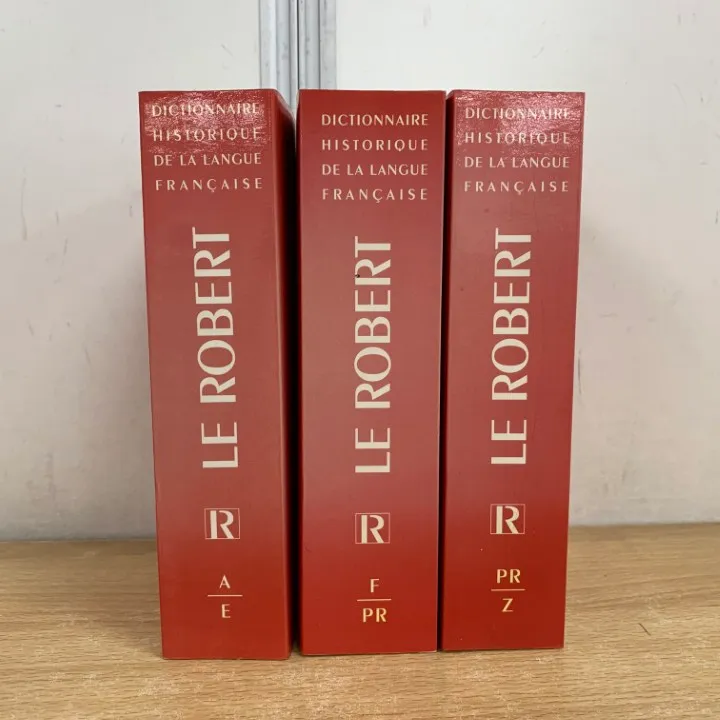 DICTIONNAIRE
HISTORIQUE
DE LA LANGUE
FRANÇAISE
LE ROBERT
R
A
E
DICTIONNAIRE
HISTORIQUE
DE LA LANGUE
FRANÇAISE
LE ROBERT
R
F
PR
DICTIONNAIRE
HISTORIQUE
DE LA LANGUE
FRANÇAISE
LE ROBERT
R
PR
Z